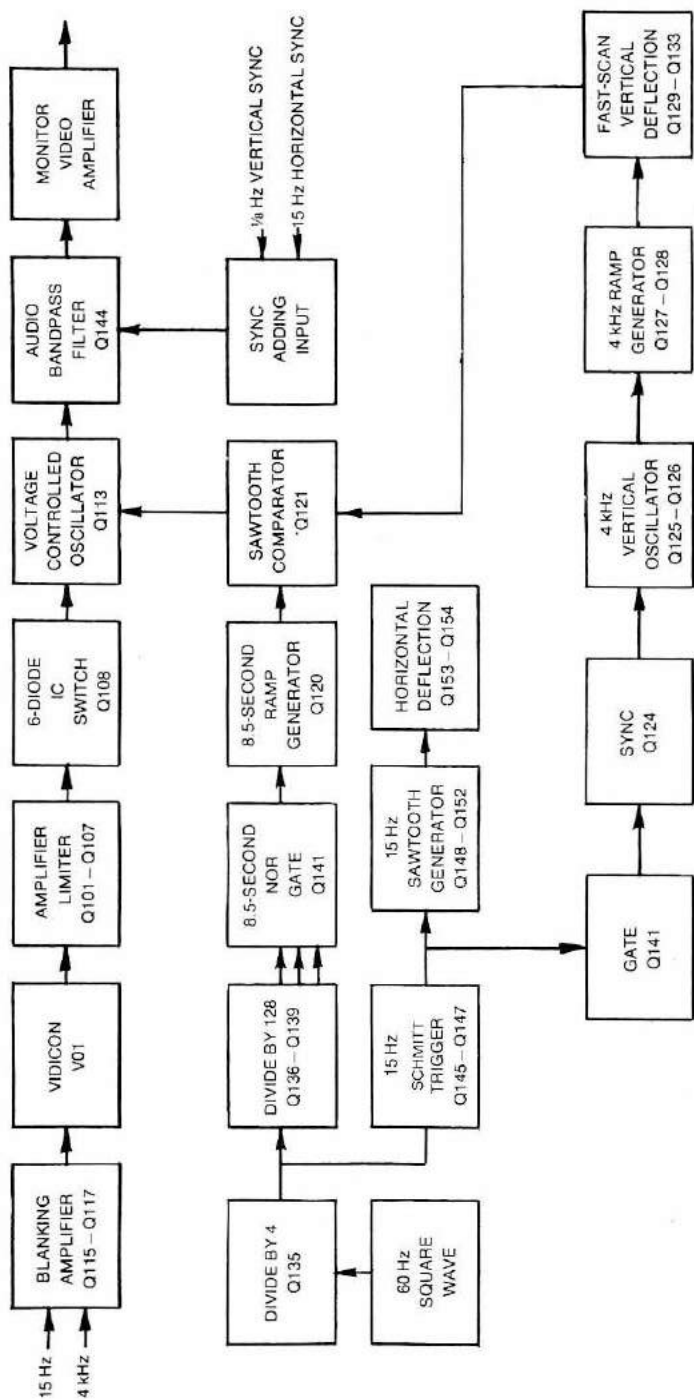 15 Hz
4 kHz
BLANKING
AMPLIFIER
Q115–Q117
VIDICON
V01
AMPLIFIER
LIMITER
Q101–Q107
6-DIODE
IC
SWITCH
Q108
VOLTAGE
CONTROLLED
OSCILLATOR
Q113
AUDIO
BANDPASS
FILTER
Q144
MONITOR
VIDEO
AMPLIFIER
DIVIDE BY 4
Q135
DIVIDE BY 128
Q136–Q139
8.5-SECOND
NOR
GATE
Q141
8.5-SECOND
RAMP
GENERATOR
Q120
SAWTOOTH
COMPARATOR
Q121
SYNC
ADDING
INPUT
⅛ Hz VERTICAL SYNC
15 Hz HORIZONTAL SYNC
60 Hz
SQUARE
WAVE
15 Hz
SCHMITT
TRIGGER
Q145–Q147
15 Hz
SAWTOOTH
GENERATOR
Q148–Q152
HORIZONTAL
DEFLECTION
Q153–Q154
GATE
Q141
SYNC
Q124
4 kHz
VERTICAL
OSCILLATOR
Q125–Q126
4 kHz RAMP
GENERATOR
Q127–Q128
FAST-SCAN
VERTICAL
DEFLECTION
Q129–Q133